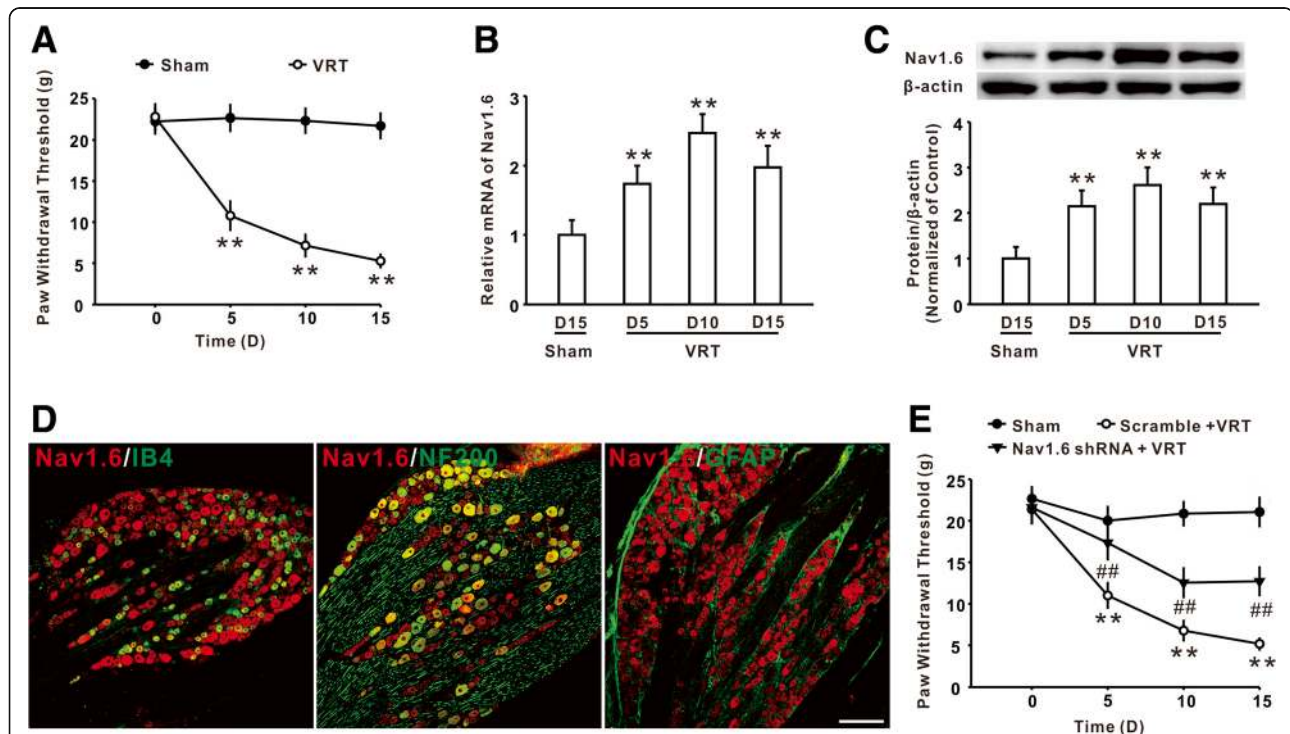 A
Sham VRT
Paw Withdrawal Threshold (g)
25
20
15
10
5
0
0 5 10 15
Time (D)
** ** **
B
Relative mRNA of Nav1.6
3
2
1
0
** ** **
D15 D5 D10 D15
Sham VRT
C
Nav1.6
β-actin
Protein/β-actin
(Normalized of Control)
4
3
2
1
0
** ** **
D15 D5 D10 D15
Sham VRT
D
Nav1.6/IB4
Nav1.6/NF200
Nav1.6/GFAP
E
Sham Scramble +VRT
Nav1.6 shRNA + VRT
Paw Withdrawal Threshold (g)
25
20
15
10
5
0
## ## ##
** ** **
0 5 10 15
Time (D)